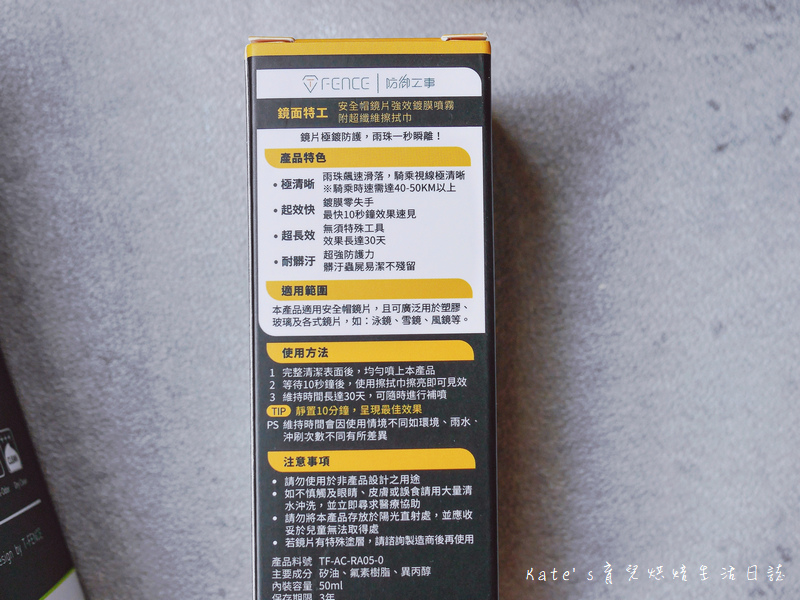 T FENCE | 防御工事
鏡面特工 安全帽鏡片強效鍍膜噴霧
附超纖維擦拭巾
鏡片極鍍防護，雨珠一秒瞬離！
產品特色
• 極清晰 雨珠飆速滑落，騎乘視線極清晰
※騎乘時速需達40-50KM以上
• 起效快 鍍膜零失手
最快10秒鐘效果速見
• 超長效 無須特殊工具
效果長達30天
• 耐髒汙 超強防護力
髒汙蟲屍易潔不殘留
適用範圍
本產品適用安全帽鏡片，且可廣泛用於塑膠、
玻璃及各式鏡片，如：泳鏡、雪鏡、風鏡等。
使用方法
1 完整清潔表面後，均勻噴上本產品
2 等待10秒鐘後，使用擦拭巾擦亮即可見效
3 維持時間長達30天，可隨時進行補噴
TIP 靜置10分鐘，呈現最佳效果
PS 維持時間會因使用情境不同如環境、雨水、
沖刷次數不同有所差異
注意事項
• 請勿使用於非產品設計之用途
• 如不慎觸及眼睛、皮膚或誤食請用大量清
水沖洗，並立即尋求醫療協助
• 請勿將本產品存放於陽光直射處，並應收
妥於兒童無法取得處
• 若鏡片有特殊塗層，請諮詢製造商後再使用
產品料號 TF-AC-RA05-0
主要成分 矽油、氟素樹脂、異丙醇
內裝容量 50ml
保存期限 3年
design by T-FENCE
Kate's育兒烘焙生活日誌